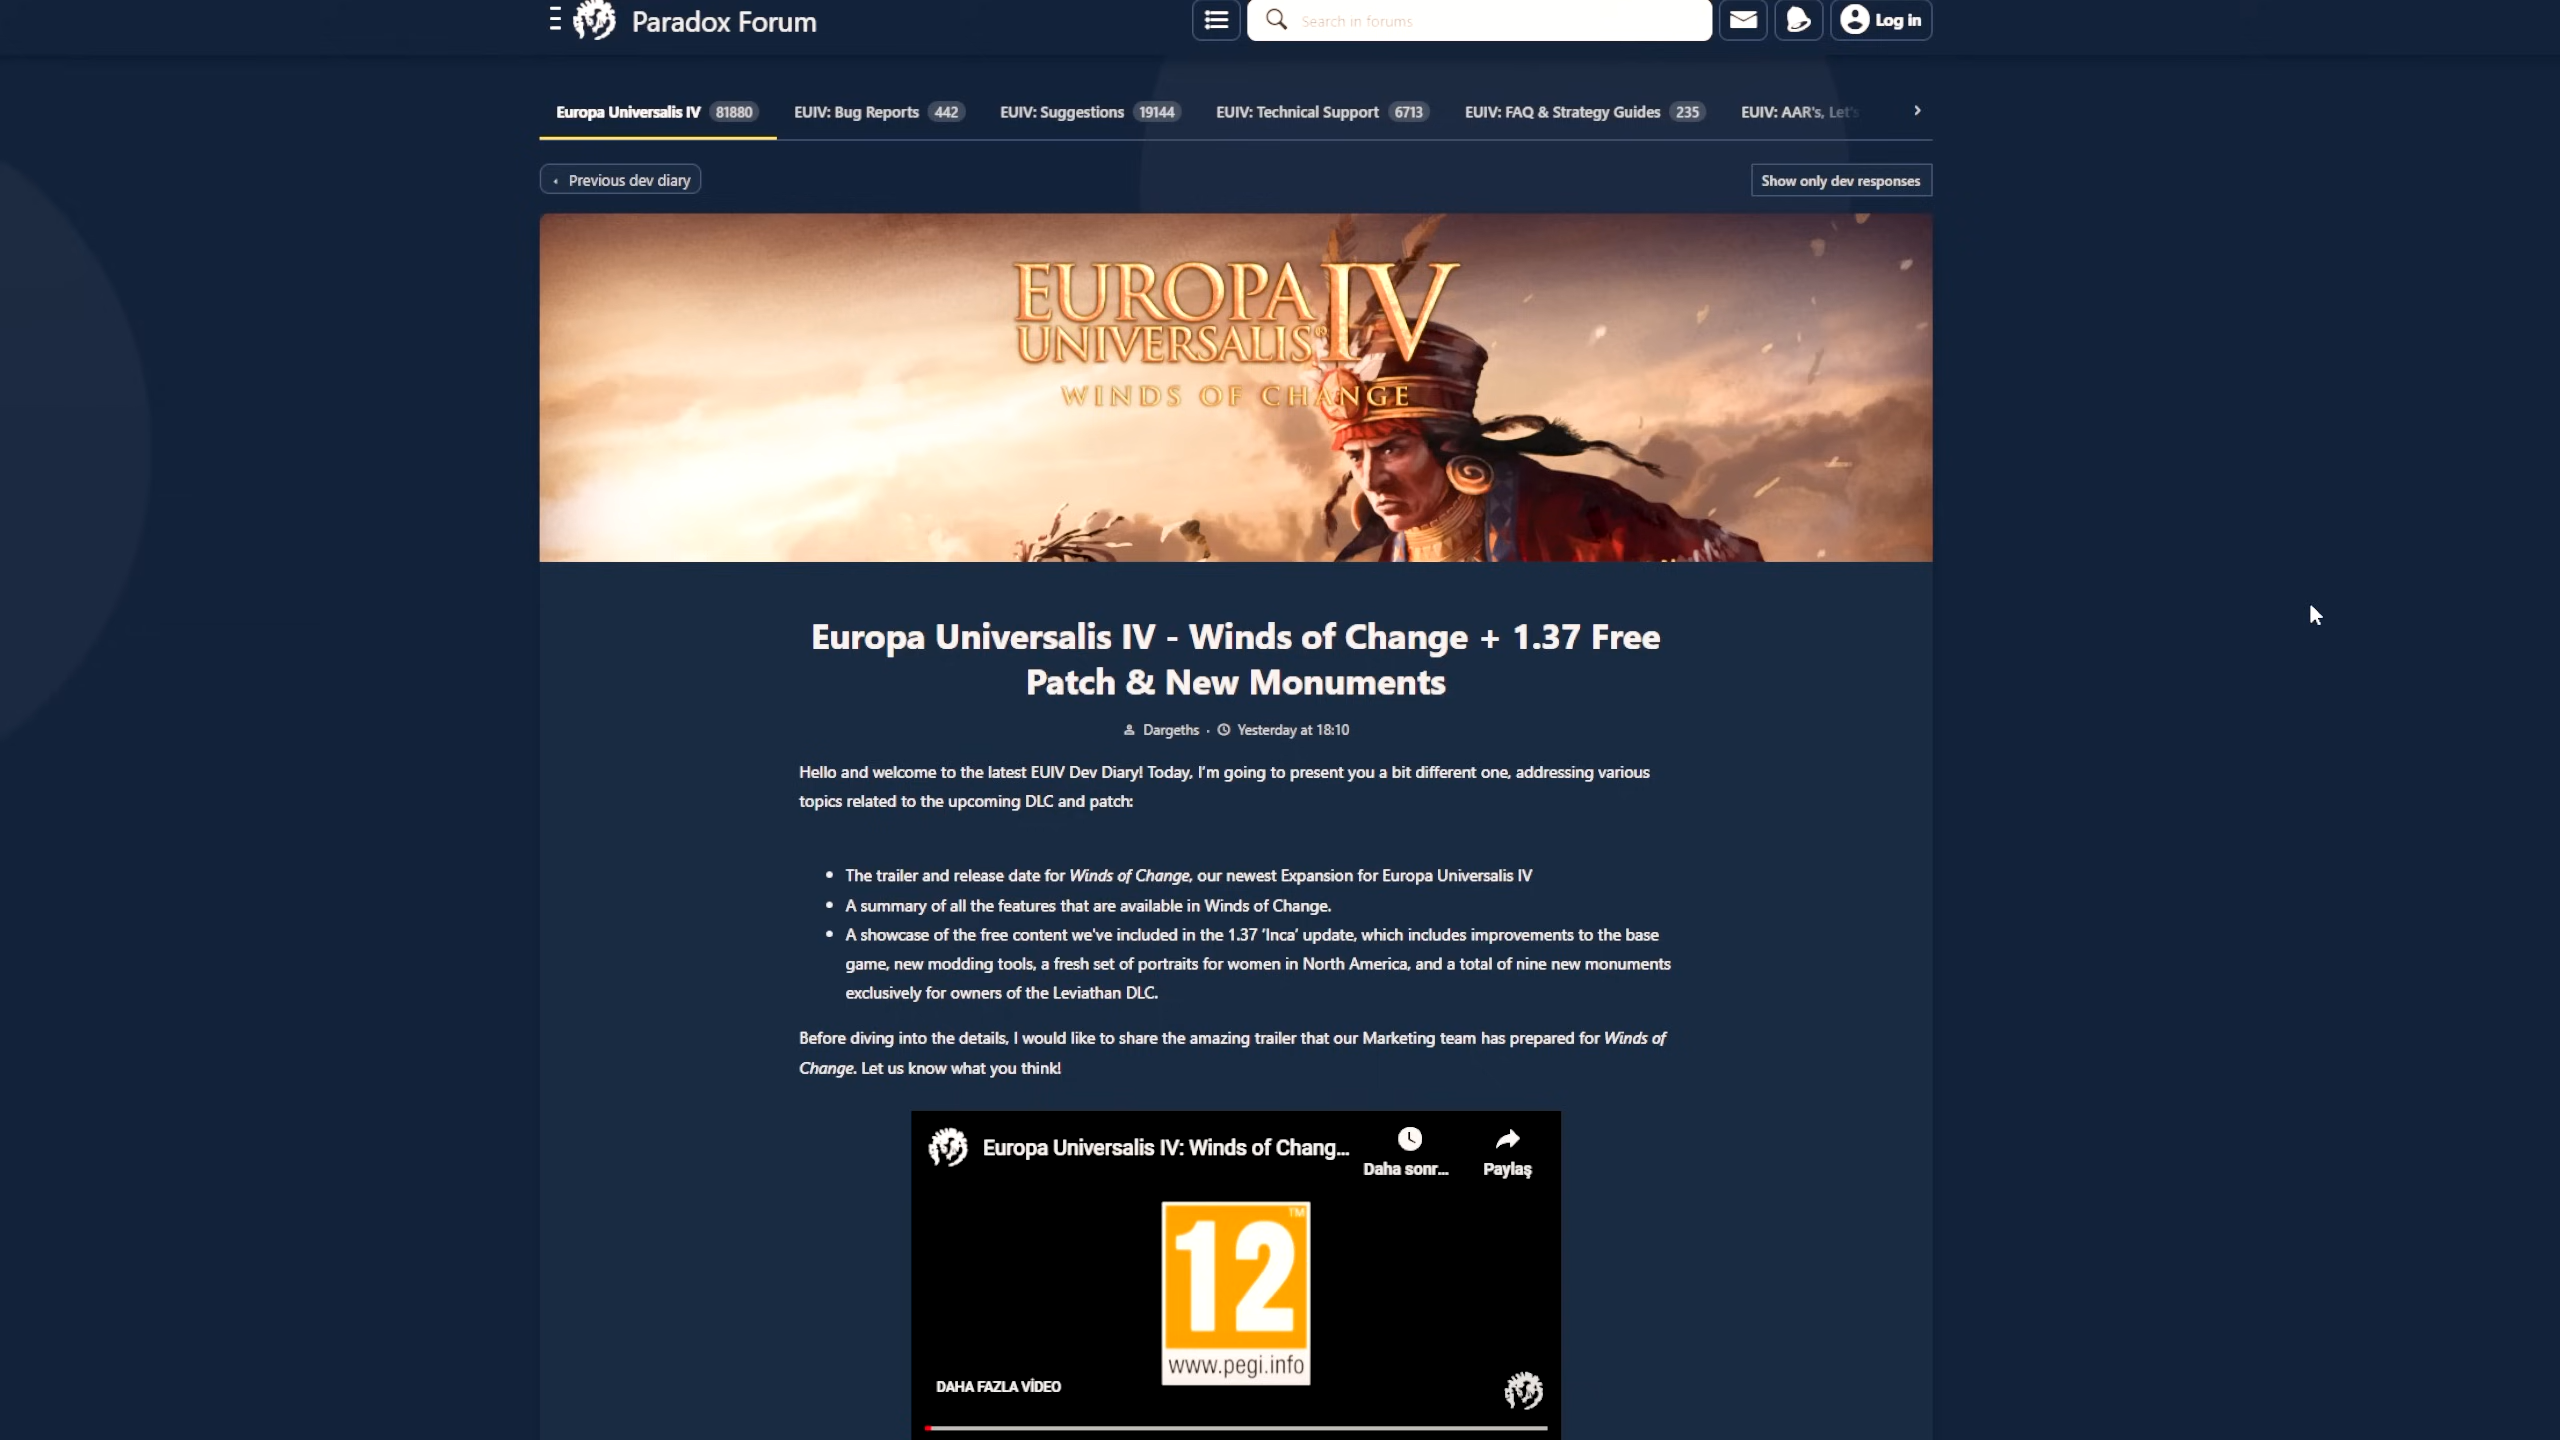 Paradox Forum
Search in forums
Log in
Europa Universalis IV 81880
EUIV: Bug Reports 442
EUIV: Suggestions 19144
EUIV: Technical Support 6713
EUIV: FAQ & Strategy Guides 235
EUIV: AAR's, Let's
Previous dev diary
Show only dev responses
EUROPA
UNIVERSALIS IV
WINDS OF CHANGE
Europa Universalis IV - Winds of Change + 1.37 Free
Patch & New Monuments
Dargeths · Yesterday at 18:10
Hello and welcome to the latest EUIV Dev Diary! Today, I'm going to present you a bit different one, addressing various
topics related to the upcoming DLC and patch:
• The trailer and release date for Winds of Change, our newest Expansion for Europa Universalis IV
• A summary of all the features that are available in Winds of Change.
• A showcase of the free content we've included in the 1.37 ‘Inca’ update, which includes improvements to the base
game, new modding tools, a fresh set of portraits for women in North America, and a total of nine new monuments
exclusively for owners of the Leviathan DLC.
Before diving into the details, I would like to share the amazing trailer that our Marketing team has prepared for Winds of
Change. Let us know what you think!
Europa Universalis IV: Winds of Chang...
Daha sonr...
Paylaş
12
TM
www.pegi.info
DAHA FAZLA VİDEO